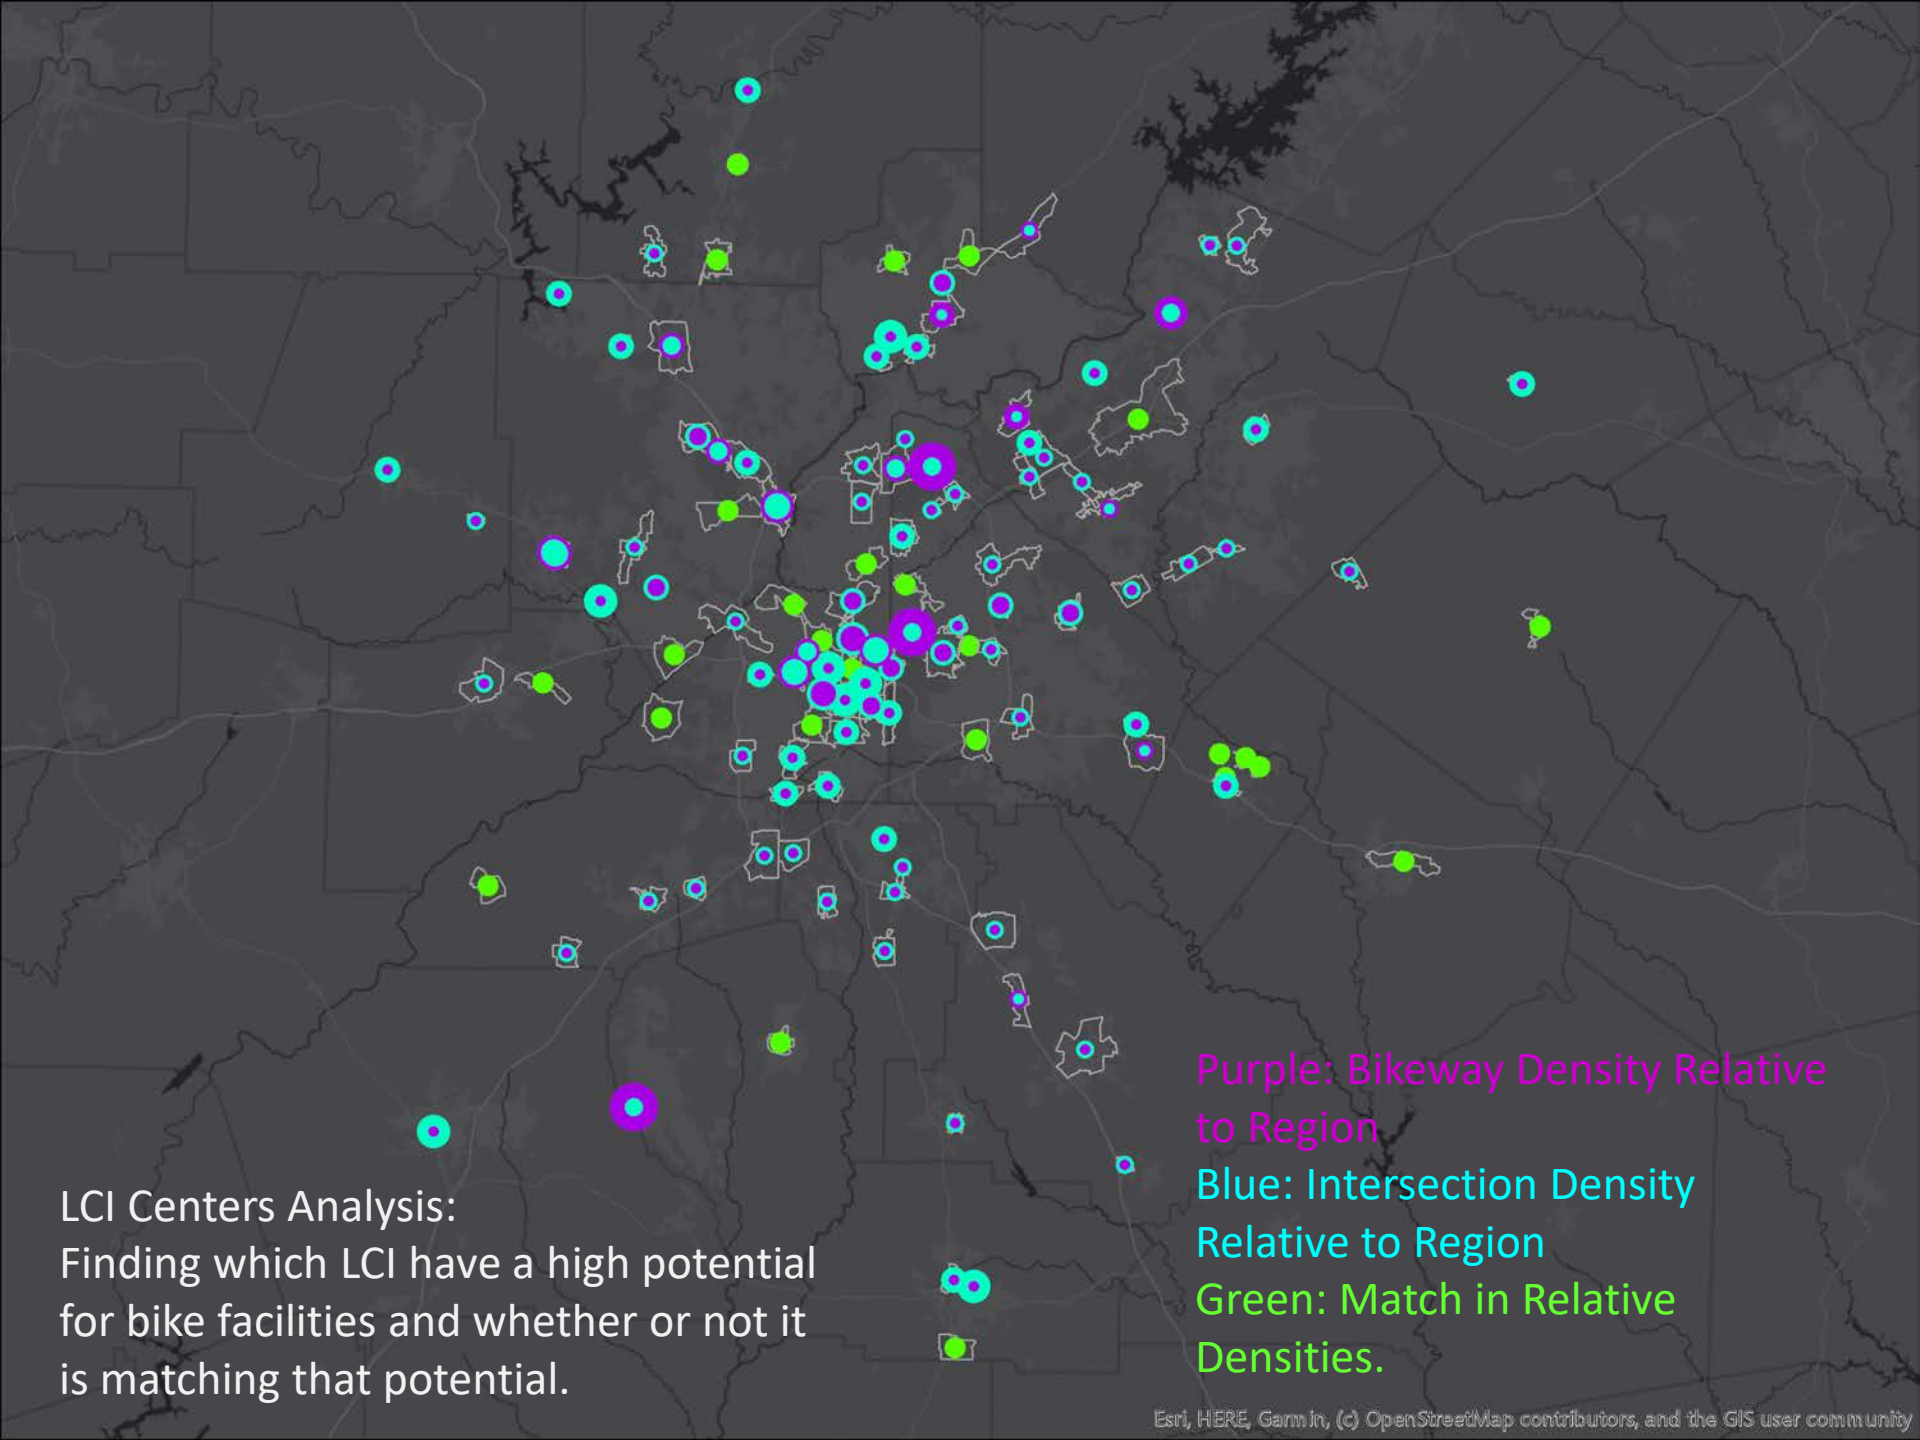 LCI Centers Analysis:
Finding which LCI have a high potential
for bike facilities and whether or not it
is matching that potential.
Purple: Bikeway Density Relative
to Region
Blue: Intersection Density
Relative to Region
Green: Match in Relative
Densities.
Esri, HERE, Garmin, (c) OpenStreetMap contributors, and the GIS user community